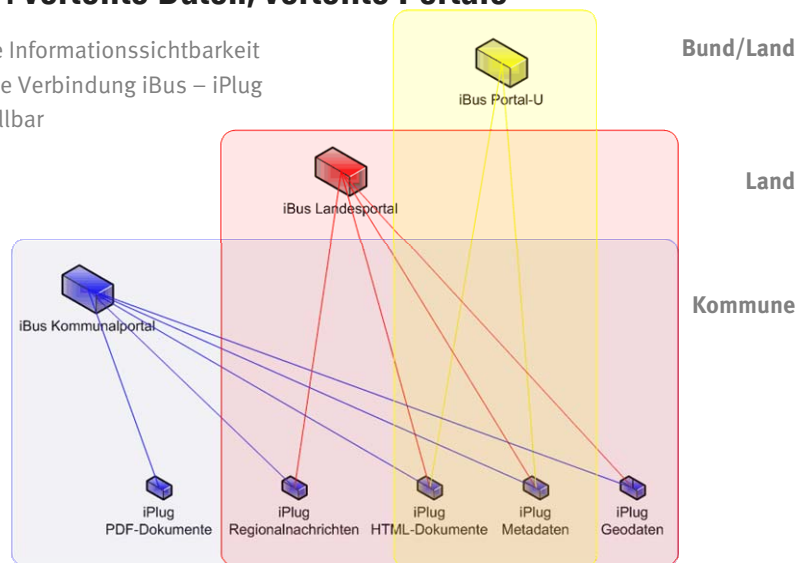 verteilte Daten, verteilte Portale
Informationssichtbarkeit
Verbindung iBus – iPlug
Bund/Land
iBus Portal-U
Land
iBus Landesportal
Kommune
iBus Kommunalportal
iPlug
PDF-Dokumente
iPlug
Regionalnachrichten
iPlug
HTML-Dokumente
iPlug
Metadaten
iPlug
Geodaten